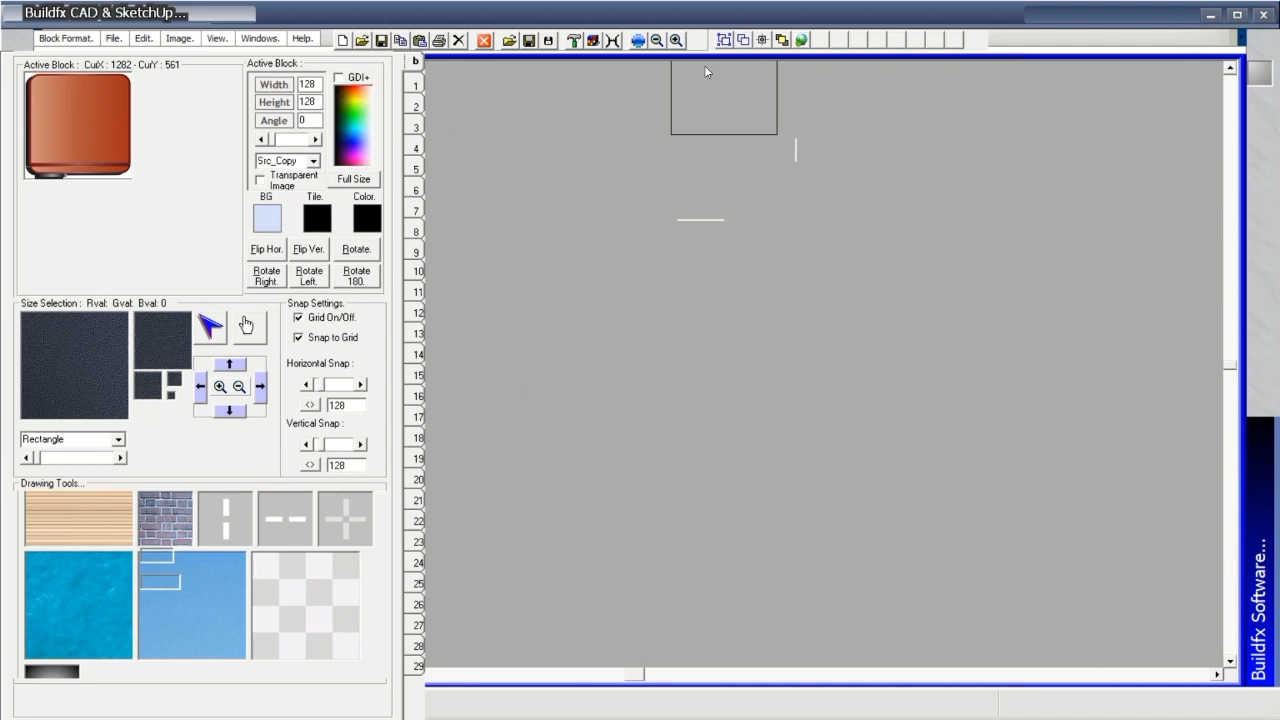 Buildfx CAD & SketchUp...
Block Format. File. Edit. Image. View. Windows. Help.
Active Block : CurX : 1282 - CurY : 561
Active Block :
b
GDI+
Width 128
Height 128
Angle 0
Src_Copy
Transparent
Image
Full Size
BG Tile. Color.
Flip Hor. Flip Ver. Rotate.
Rotate
Right.
Rotate
Left.
Rotate
180.
Size Selection : Rval: Gval: Bval: 0
Snap Settings.
Grid On/Off.
Snap to Grid
Horizontal Snap :
<> 128
Vertical Snap :
<> 128
Rectangle
Drawing Tools...
1
2
3
4
5
6
7
8
9
10
11
12
13
14
15
16
17
18
19
20
21
22
23
24
25
26
27
28
29
Buildfx Software...